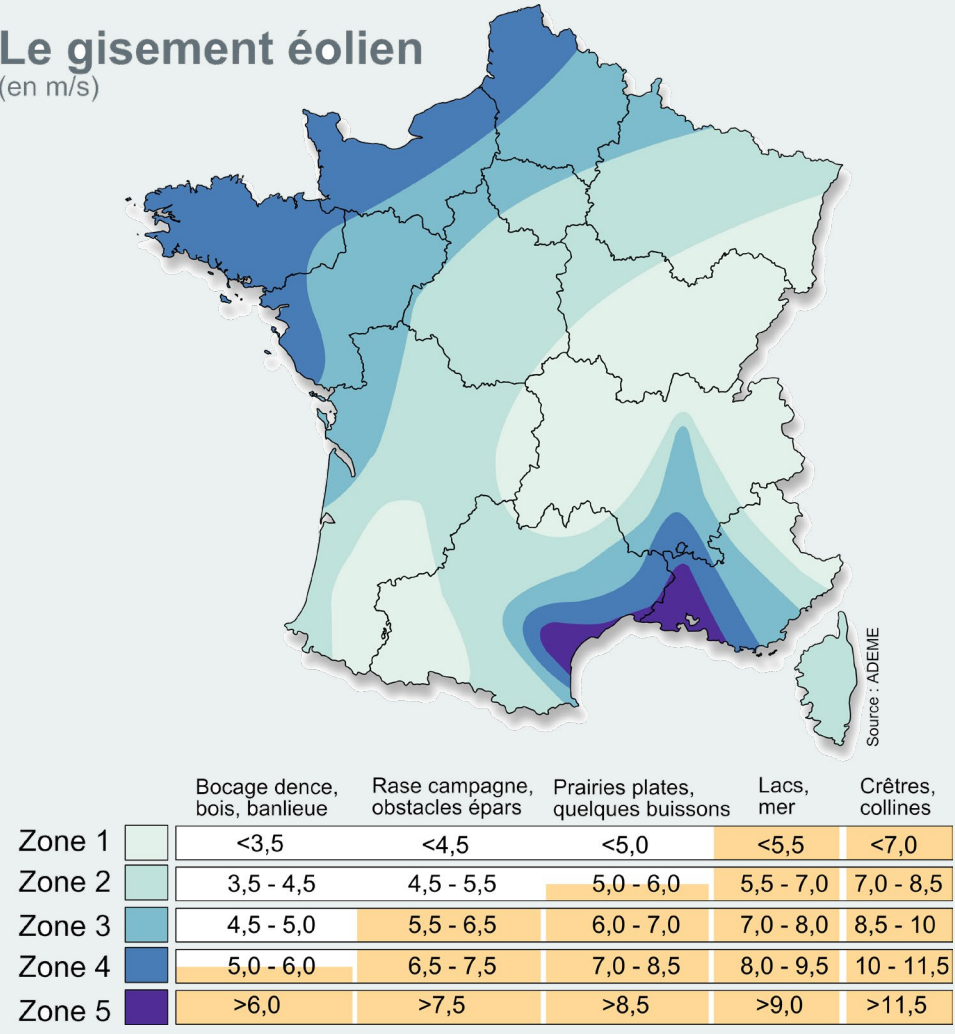 Le gisement éolien
(en m/s)
Source : ADEME
Bocage dence, bois, banlieue Rase campagne, obstacles épars Prairies plates, quelques buissons Lacs, mer Crêtres, collines
Zone 1 <3,5 <4,5 <5,0 <5,5 <7,0
Zone 2 3,5 - 4,5 4,5 - 5,5 5,0 - 6,0 5,5 - 7,0 7,0 - 8,5
Zone 3 4,5 - 5,0 5,5 - 6,5 6,0 - 7,0 7,0 - 8,0 8,5 - 10
Zone 4 5,0 - 6,0 6,5 - 7,5 7,0 - 8,5 8,0 - 9,5 10 - 11,5
Zone 5 >6,0 >7,5 >8,5 >9,0 >11,5